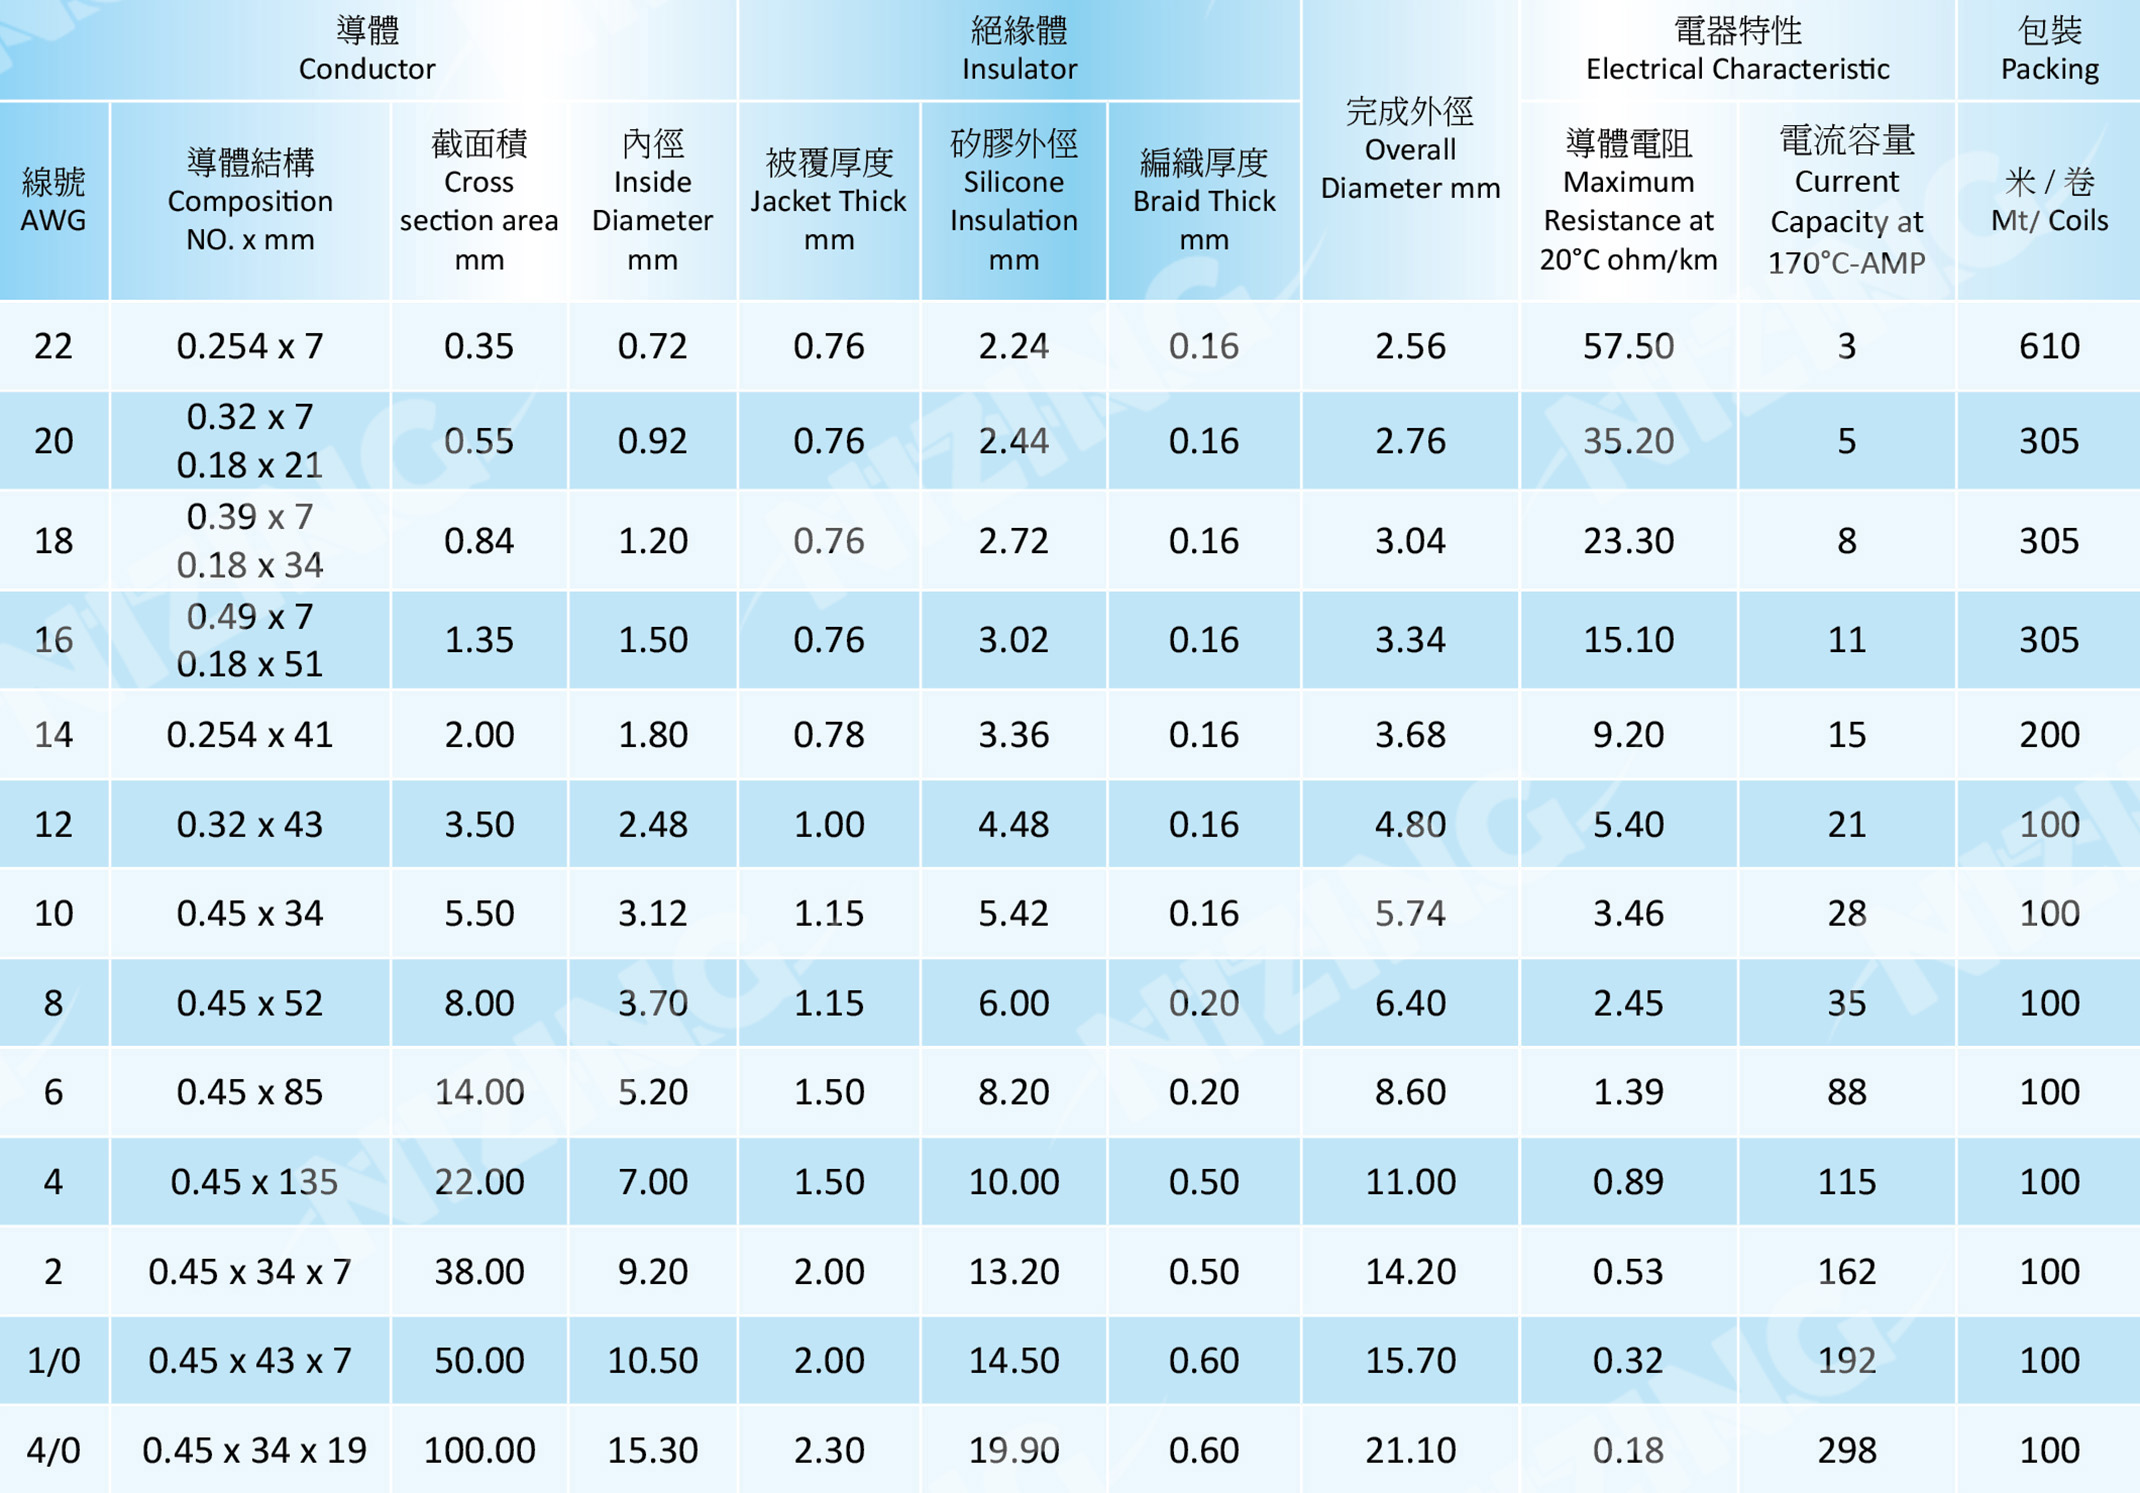 導體
Conductor
絕緣體
Insulator
完成外徑
Overall
Diameter mm
電器特性
Electrical Characteristic
包裝
Packing
線號
AWG
導體結構
Composition
NO. x mm
截面積
Cross
section area
mm
內徑
Inside
Diameter
mm
被覆厚度
Jacket Thick
mm
矽膠外徑
Silicone
Insulation
mm
編織厚度
Braid Thick
mm
導體電阻
Maximum
Resistance at
20°C ohm/km
電流容量
Current
Capacity at
170°C-AMP
米 / 卷
Mt/ Coils
22 0.254 x 7 0.35 0.72 0.76 2.24 0.16 2.56 57.50 3 610
20 0.32 x 7 0.18 x 21 0.55 0.92 0.76 2.44 0.16 2.76 35.20 5 305
18 0.39 x 7 0.18 x 34 0.84 1.20 0.76 2.72 0.16 3.04 23.30 8 305
16 0.49 x 7 0.18 x 51 1.35 1.50 0.76 3.02 0.16 3.34 15.10 11 305
14 0.254 x 41 2.00 1.80 0.78 3.36 0.16 3.68 9.20 15 200
12 0.32 x 43 3.50 2.48 1.00 4.48 0.16 4.80 5.40 21 100
10 0.45 x 34 5.50 3.12 1.15 5.42 0.16 5.74 3.46 28 100
8 0.45 x 52 8.00 3.70 1.15 6.00 0.20 6.40 2.45 35 100
6 0.45 x 85 14.00 5.20 1.50 8.20 0.20 8.60 1.39 88 100
4 0.45 x 135 22.00 7.00 1.50 10.00 0.50 11.00 0.89 115 100
2 0.45 x 34 x 7 38.00 9.20 2.00 13.20 0.50 14.20 0.53 162 100
1/0 0.45 x 43 x 7 50.00 10.50 2.00 14.50 0.60 15.70 0.32 192 100
4/0 0.45 x 34 x 19 100.00 15.30 2.30 19.90 0.60 21.10 0.18 298 100
NIZING
NIZING
NIZING
NIZING
NIZING
NIZING